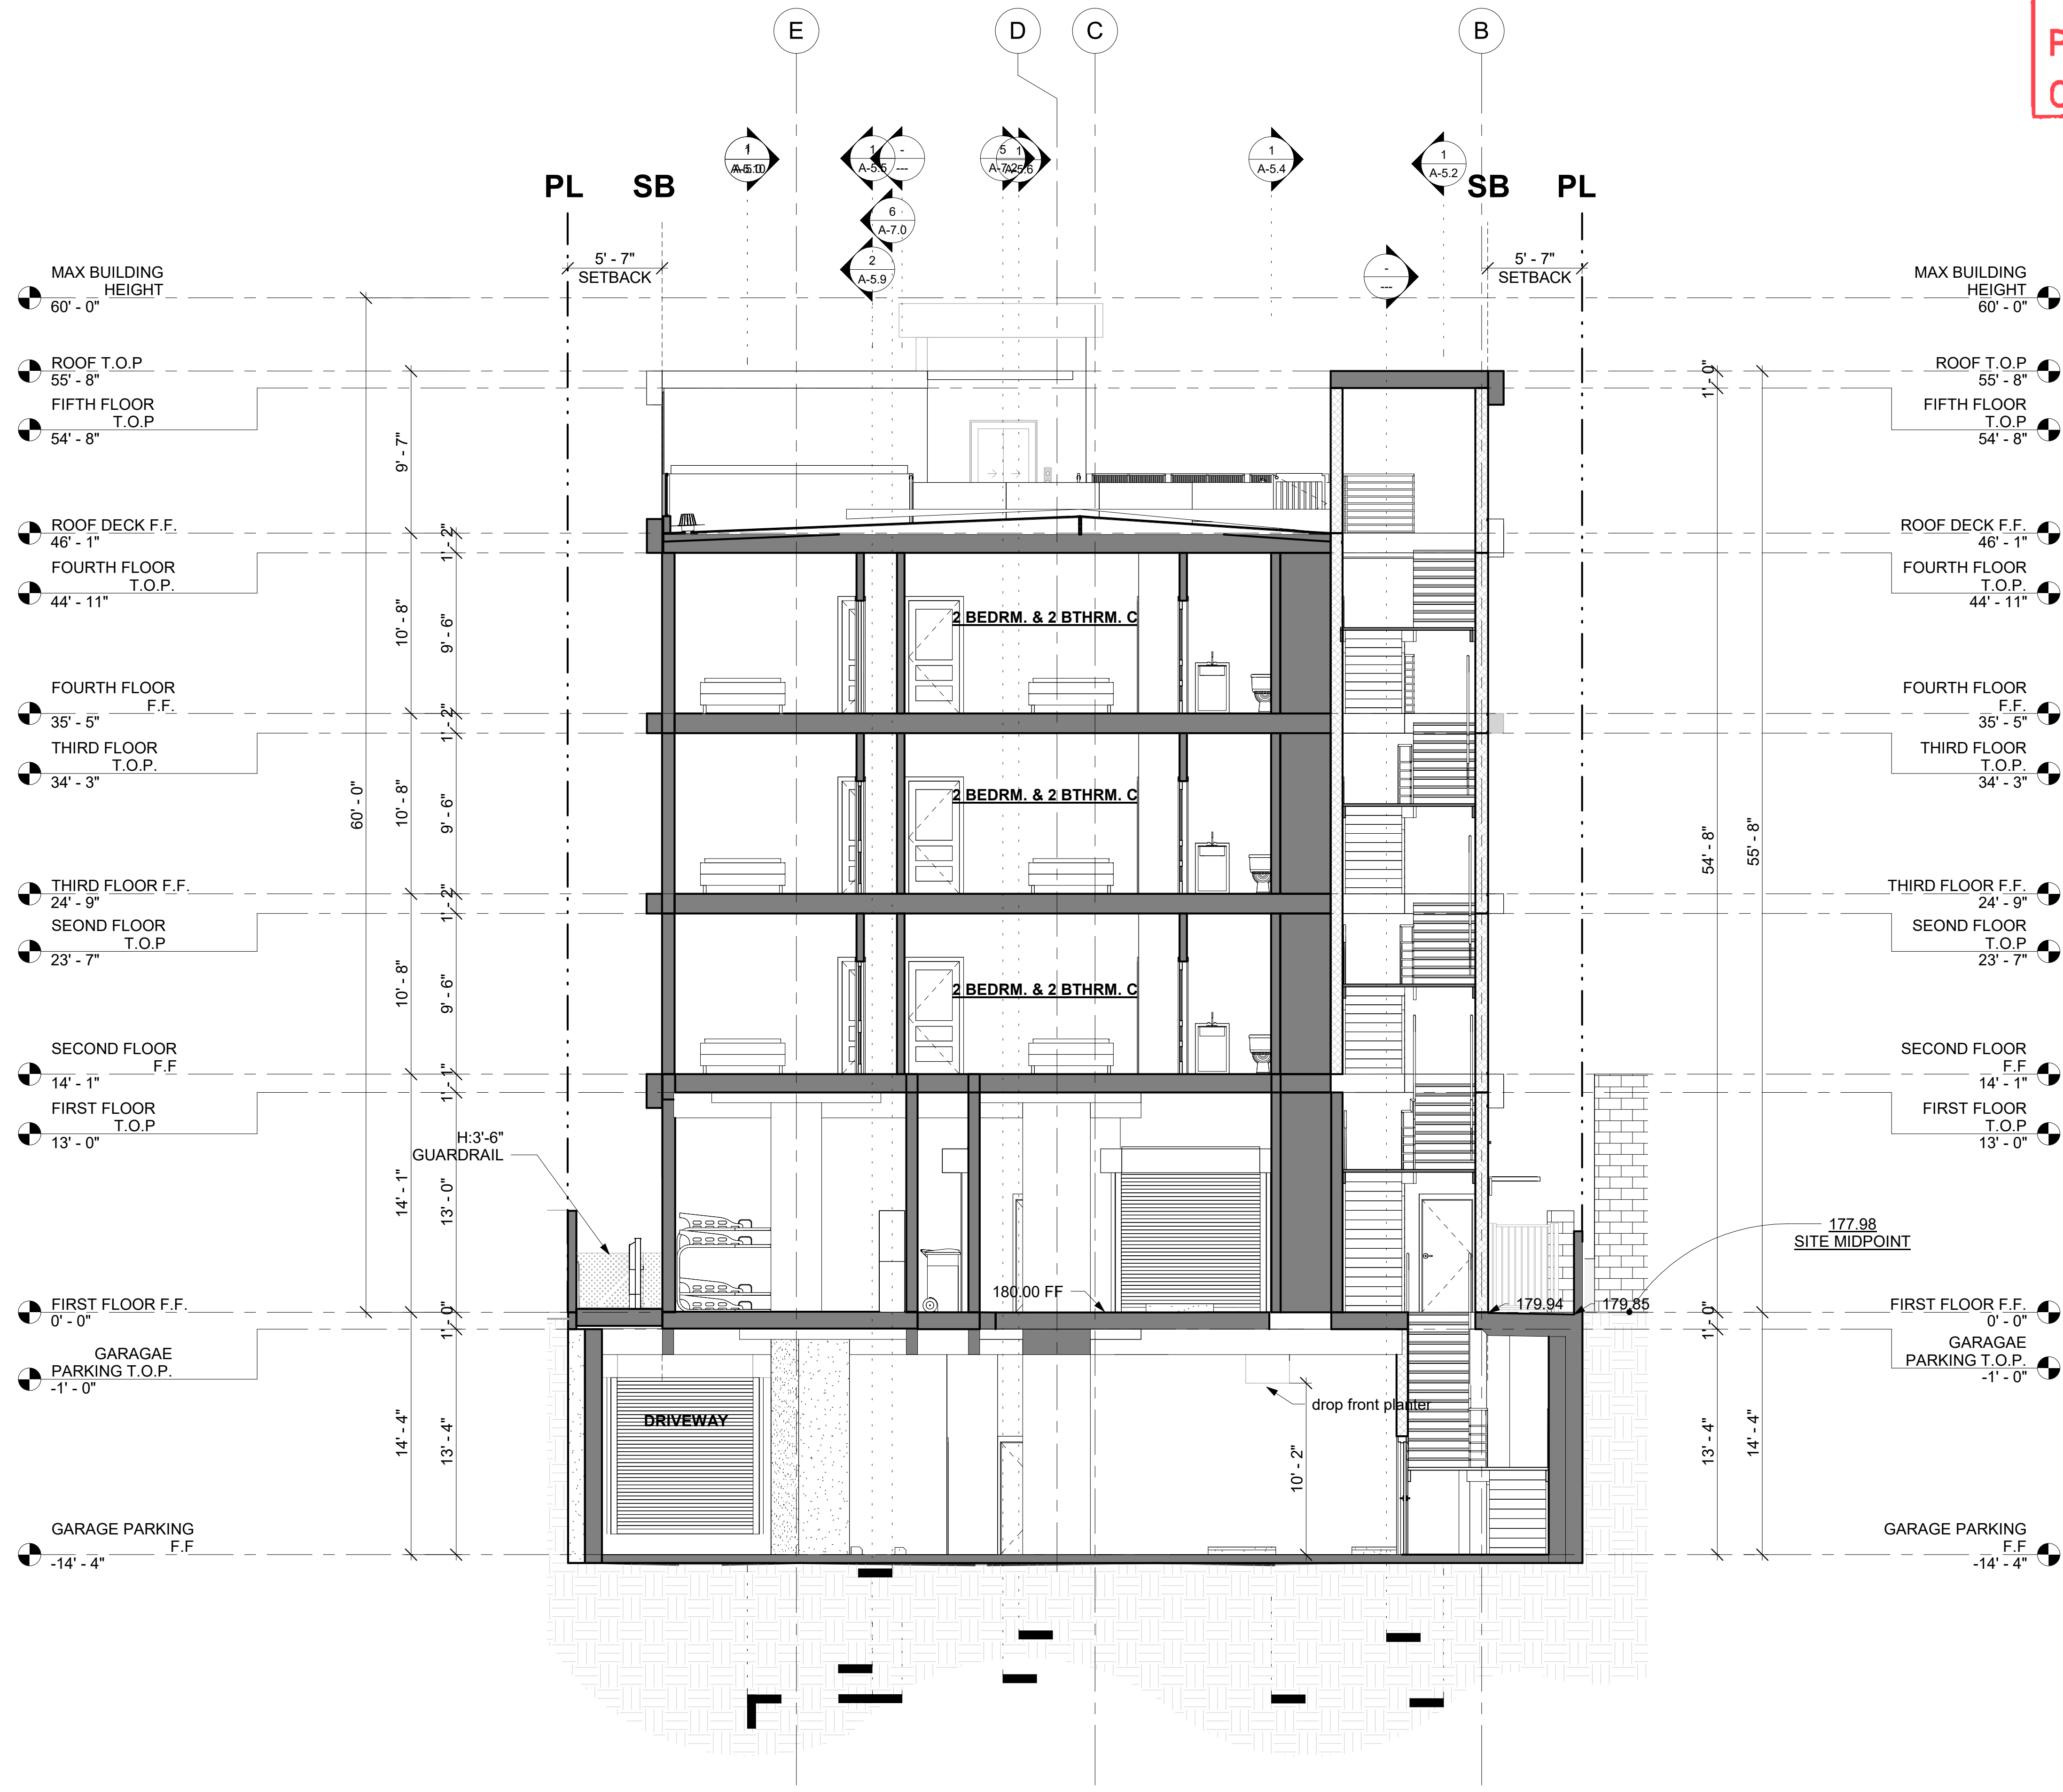 E
D
C
B
P
C
1
A-5.5
-
---
5
1
A-5.6
1
A-5.4
1
A-5.2
6
A-7.0
2
A-5.9
-
---
PL
SB
SB
PL
5' - 7"
SETBACK
5' - 7"
SETBACK
MAX BUILDING
HEIGHT
60' - 0"
ROOF T.O.P
55' - 8"
FIFTH FLOOR
T.O.P
54' - 8"
ROOF DECK F.F.
46' - 1"
FOURTH FLOOR
T.O.P.
44' - 11"
FOURTH FLOOR
F.F.
35' - 5"
THIRD FLOOR
T.O.P.
34' - 3"
THIRD FLOOR F.F.
24' - 9"
SEOND FLOOR
T.O.P
23' - 7"
SECOND FLOOR
F.F
14' - 1"
FIRST FLOOR
T.O.P
13' - 0"
FIRST FLOOR F.F.
0' - 0"
GARAGAE
PARKING T.O.P.
-1' - 0"
GARAGE PARKING
F.F
-14' - 4"
60' - 0"
9' - 7"
10' - 8"
10' - 8"
10' - 8"
14' - 1"
14' - 4"
1' - 2"
9' - 6"
1' - 2"
9' - 6"
1' - 2"
9' - 6"
1' - 1"
13' - 0"
1' - 0"
13' - 4"
H:3'-6"
GUARDRAIL
2 BEDRM. & 2 BTHRM. C
2 BEDRM. & 2 BTHRM. C
2 BEDRM. & 2 BTHRM. C
180.00 FF
179.94
179.85
177.98
SITE MIDPOINT
DRIVEWAY
drop front planter
10' - 2"
1' - 0"
54' - 8"
55' - 8"
1' - 0"
13' - 4"
14' - 4"
MAX BUILDING
HEIGHT
60' - 0"
ROOF T.O.P
55' - 8"
FIFTH FLOOR
T.O.P
54' - 8"
ROOF DECK F.F.
46' - 1"
FOURTH FLOOR
T.O.P.
44' - 11"
FOURTH FLOOR
F.F.
35' - 5"
THIRD FLOOR
T.O.P.
34' - 3"
THIRD FLOOR F.F.
24' - 9"
SEOND FLOOR
T.O.P
23' - 7"
SECOND FLOOR
F.F
14' - 1"
FIRST FLOOR
T.O.P
13' - 0"
FIRST FLOOR F.F.
0' - 0"
GARAGAE
PARKING T.O.P.
-1' - 0"
GARAGE PARKING
F.F
-14' - 4"